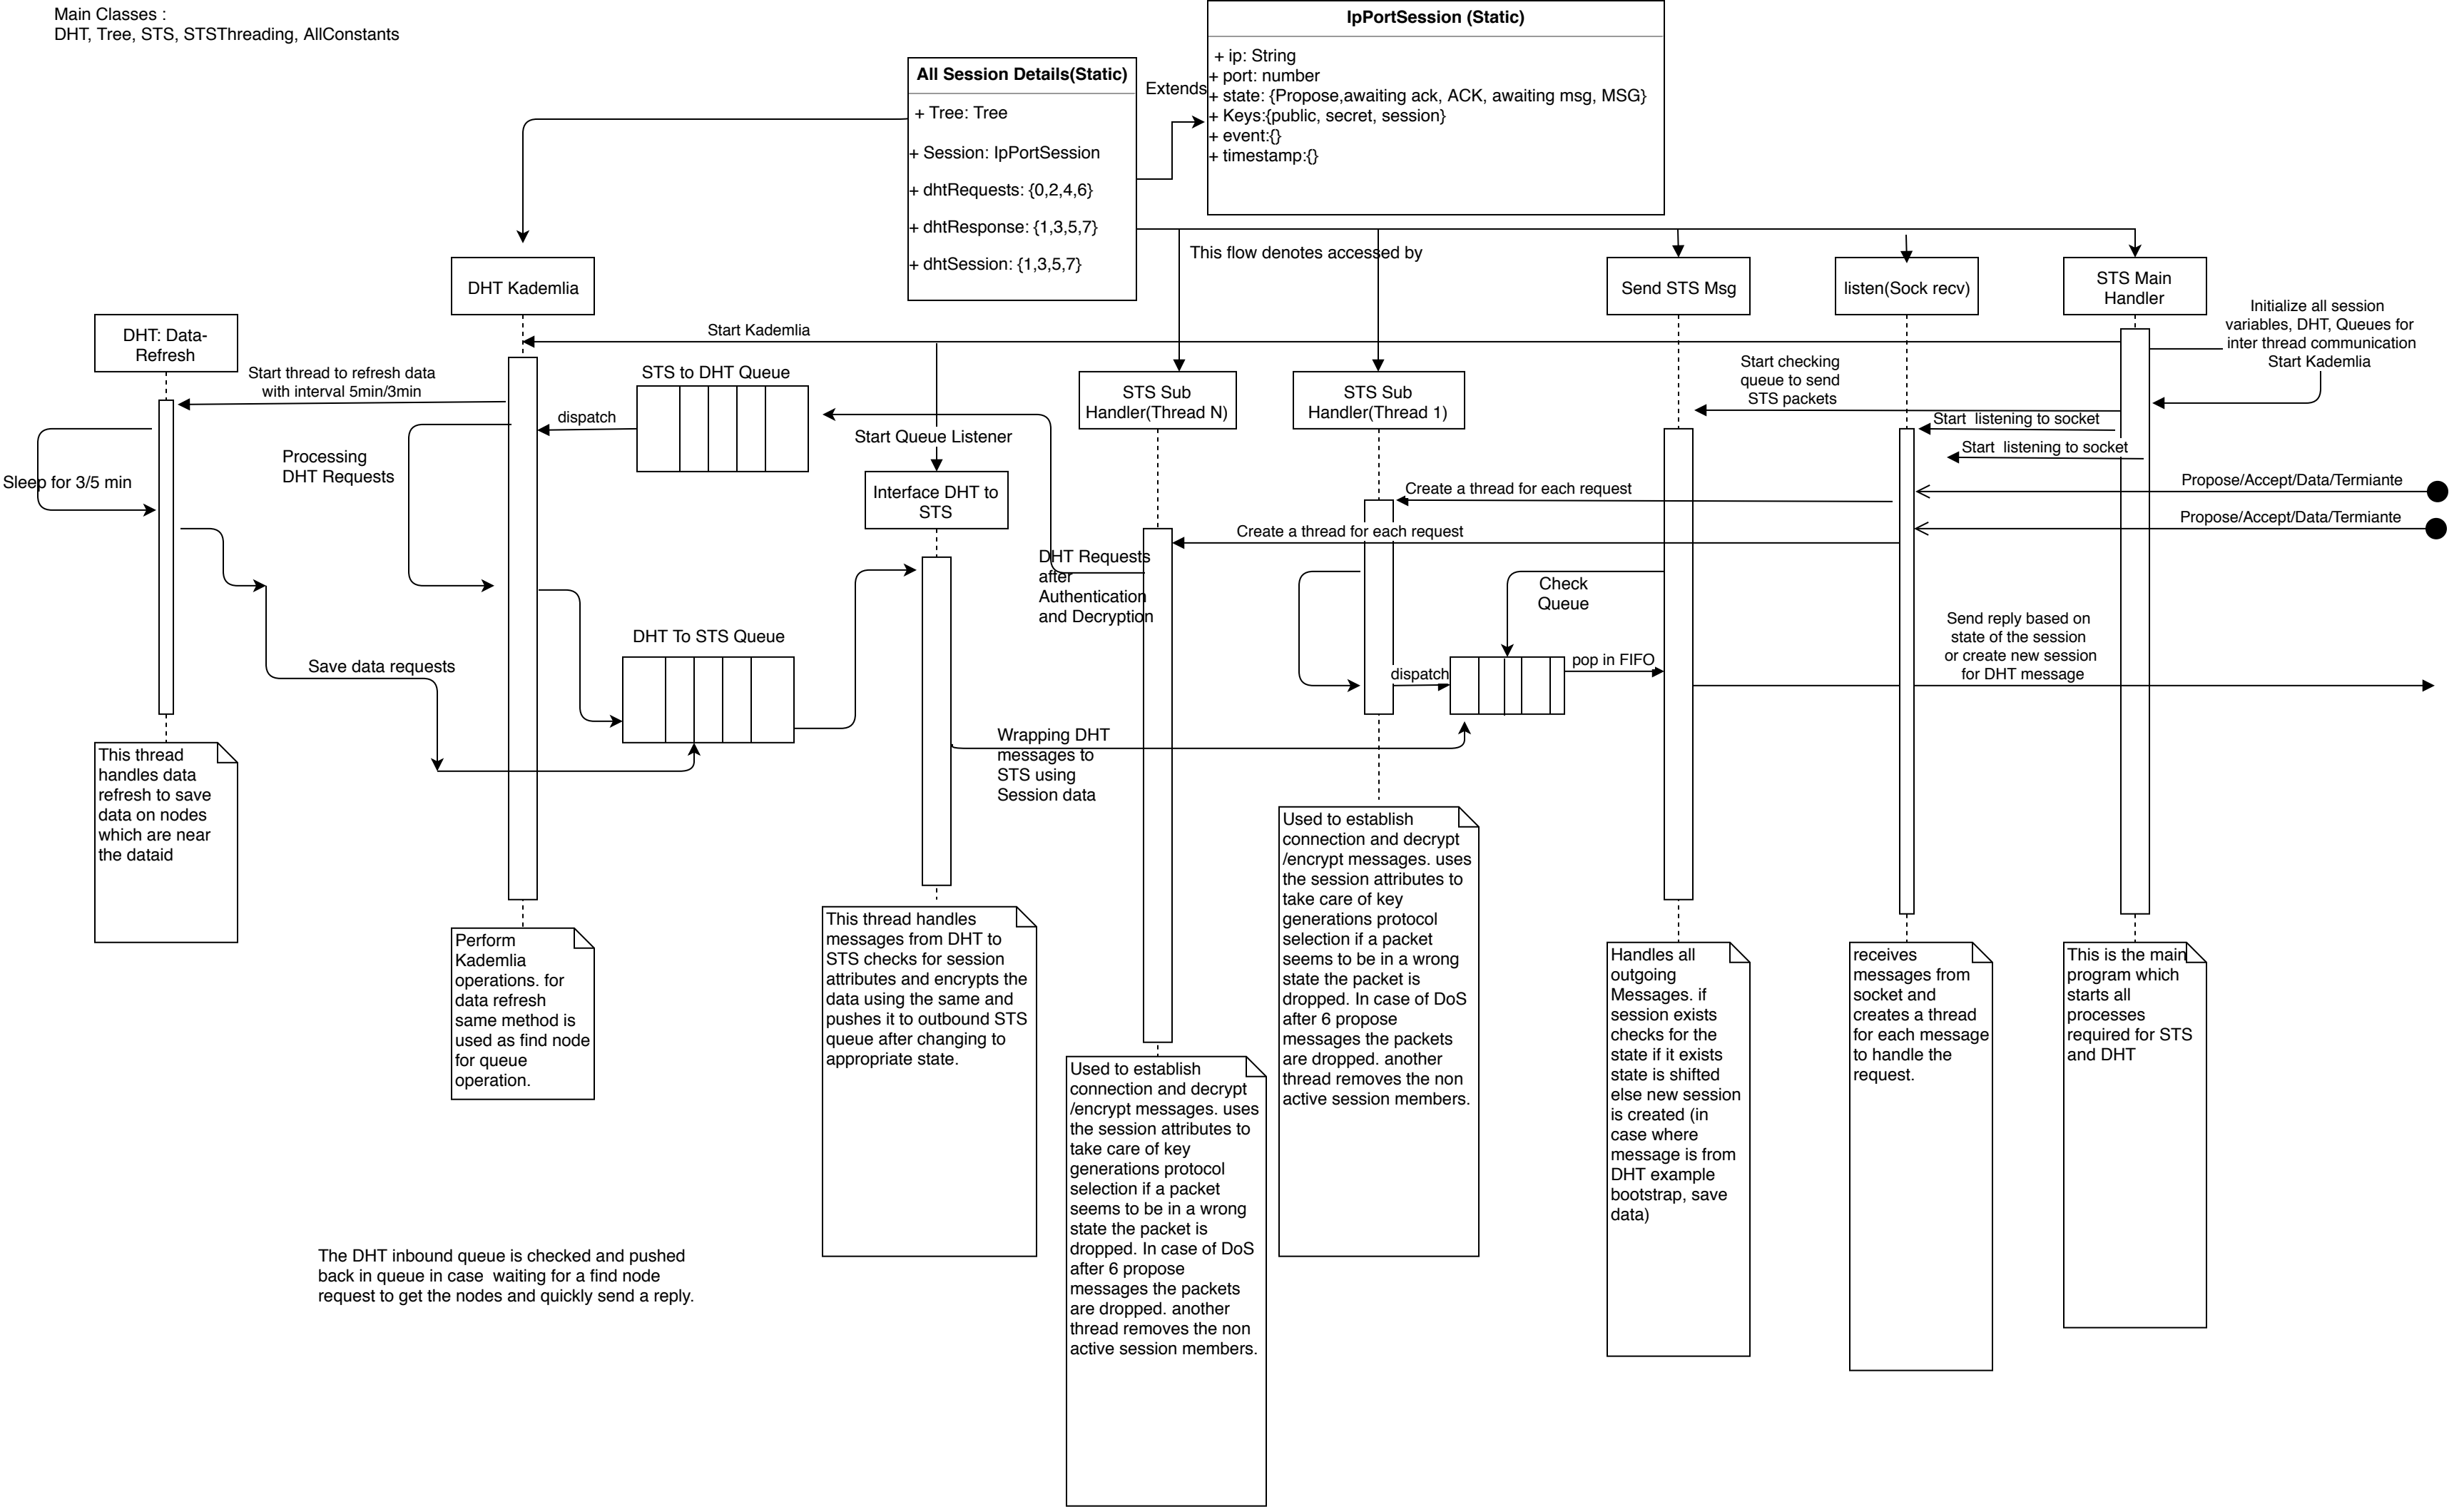 Main Classes :
DHT, Tree, STS, STSThreading, AllConstants
IpPortSession (Static)
+ ip: String
+ port: number
+ state: {Propose,awaiting ack, ACK, awaiting msg, MSG}
+ Keys:{public, secret, session}
+ event:{}
+ timestamp:{}
All Session Details(Static)
+ Tree: Tree
+ Session: IpPortSession
+ dhtRequests: {0,2,4,6}
+ dhtResponse: {1,3,5,7}
+ dhtSession: {1,3,5,7}
Extends
This flow denotes accessed by
DHT: Data-
Refresh
DHT Kademlia
Send STS Msg
listen(Sock recv)
STS Main
Handler
Initialize all session
variables, DHT, Queues for
inter thread communication
Start Kademlia
Start Kademlia
Start thread to refresh data
with interval 5min/3min
STS to DHT Queue
dispatch
Start Queue Listener
Interface DHT to
STS
STS Sub
Handler(Thread N)
STS Sub
Handler(Thread 1)
Start checking
queue to send
STS packets
Start  listening to socket
Start  listening to socket
Propose/Accept/Data/Termiante
Propose/Accept/Data/Termiante
Create a thread for each request
Create a thread for each request
Sleep for 3/5 min
Processing
DHT Requests
DHT Requests
after
Authentication
and Decryption
Check
Queue
dispatch
pop in FIFO
Send reply based on
state of the session
or create new session
for DHT message
Save data requests
DHT To STS Queue
Wrapping DHT
messages to
STS using
Session data
This thread
handles data
refresh to save
data on nodes
which are near
the dataid
Perform
Kademlia
operations. for
data refresh
same method is
used as find node
for queue
operation.
This thread handles
messages from DHT to
STS checks for session
attributes and encrypts the
data using the same and
pushes it to outbound STS
queue after changing to
appropriate state.
Used to establish
connection and decrypt
/encrypt messages. uses
the session attributes to
take care of key
generations protocol
selection if a packet
seems to be in a wrong
state the packet is
dropped. In case of DoS
after 6 propose
messages the packets
are dropped. another
thread removes the non
active session members.
Used to establish
connection and decrypt
/encrypt messages. uses
the session attributes to
take care of key
generations protocol
selection if a packet
seems to be in a wrong
state the packet is
dropped. In case of DoS
after 6 propose
messages the packets
are dropped. another
thread removes the non
active session members.
Handles all
outgoing
Messages. if
session exists
checks for the
state if it exists
state is shifted
else new session
is created (in
case where
message is from
DHT example
bootstrap, save
data)
receives
messages from
socket and
creates a thread
for each message
to handle the
request.
This is the main
program which
starts all
processes
required for STS
and DHT
The DHT inbound queue is checked and pushed
back in queue in case  waiting for a find node
request to get the nodes and quickly send a reply.